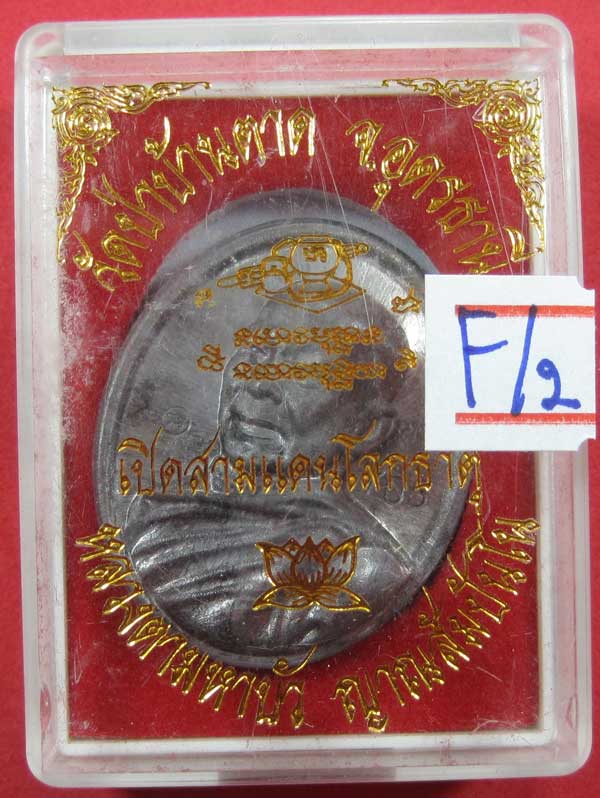 วัดป่าบ้านตาด จ.อุดรธานี
F/2
เปิดสามแดนโลกธาตุ
หลวงตามหาบัว ญาณสัมปันโน